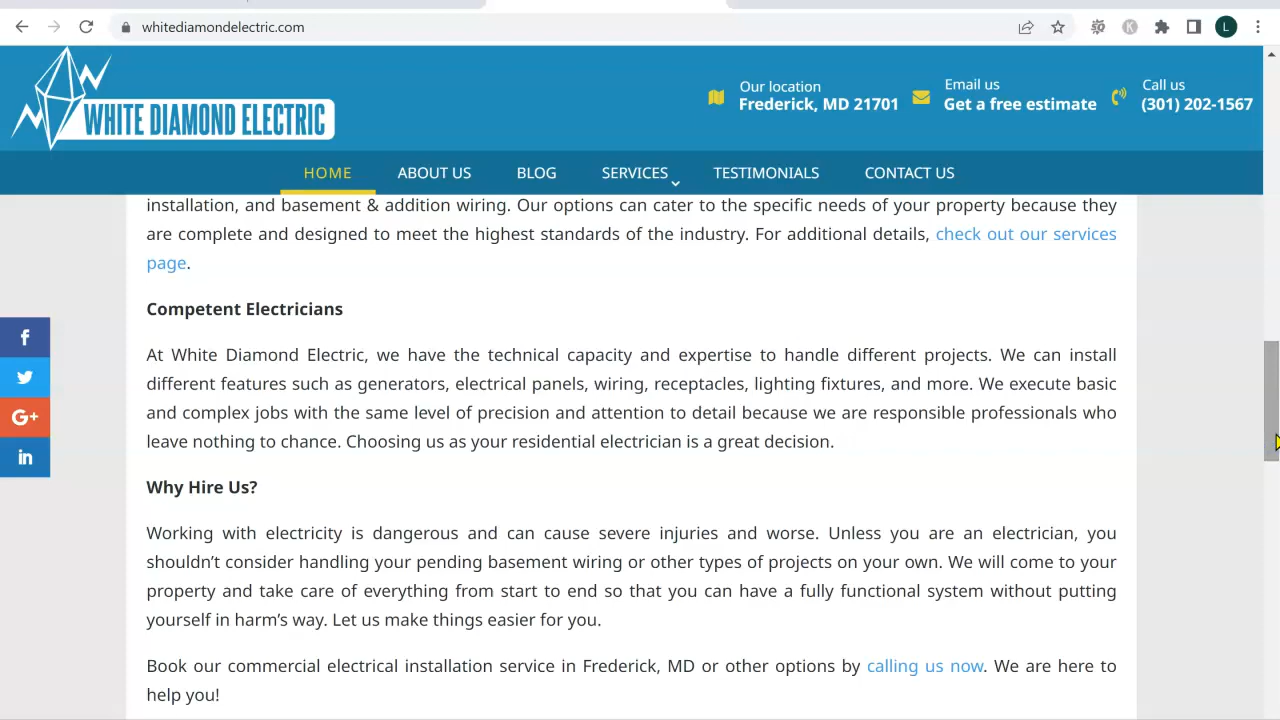 whitediamondelectric.com
K
L
WHITE DIAMOND ELECTRIC
Our location
Frederick, MD 21701
Email us
Get a free estimate
Call us
(301) 202-1567
HOME
ABOUT US
BLOG
SERVICES
TESTIMONIALS
CONTACT US
installation, and basement & addition wiring. Our options can cater to the specific needs of your property because they
are complete and designed to meet the highest standards of the industry. For additional details, check out our services
page.
Competent Electricians
At White Diamond Electric, we have the technical capacity and expertise to handle different projects. We can install
different features such as generators, electrical panels, wiring, receptacles, lighting fixtures, and more. We execute basic
and complex jobs with the same level of precision and attention to detail because we are responsible professionals who
leave nothing to chance. Choosing us as your residential electrician is a great decision.
Why Hire Us?
Working with electricity is dangerous and can cause severe injuries and worse. Unless you are an electrician, you
shouldn’t consider handling your pending basement wiring or other types of projects on your own. We will come to your
property and take care of everything from start to end so that you can have a fully functional system without putting
yourself in harm’s way. Let us make things easier for you.
Book our commercial electrical installation service in Frederick, MD or other options by calling us now. We are here to
help you!
f
G+
in